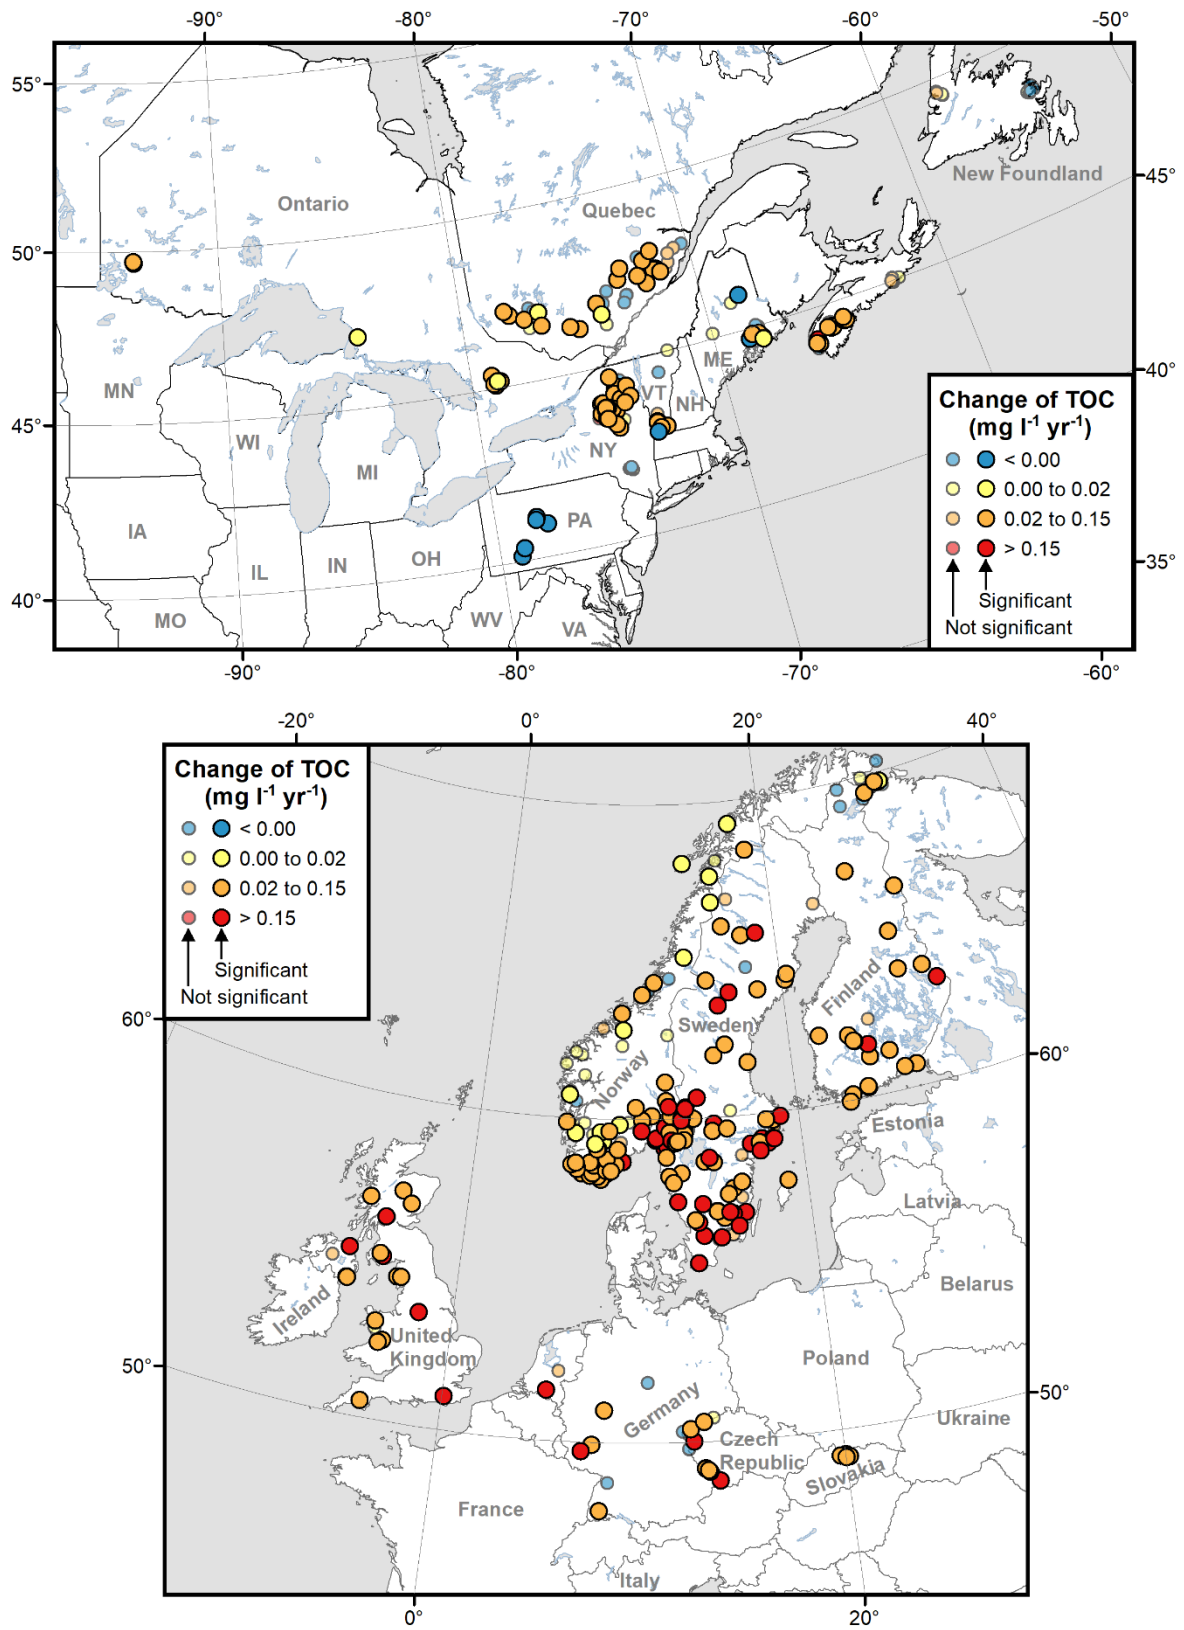 -90°
-80°
-70°
-60°
-50°
55°
45°
New Foundland
Ontario
Quebec
50°
40°
MN
ME
VT
NH
45°
WI
MI
NY
Change of TOC
(mg l-1 yr-1)
< 0.00
0.00 to 0.02
0.02 to 0.15
> 0.15
Significant
Not significant
IA
PA
OH
IN
IL
35°
40°
MO
WV
VA
-90°
-80°
-70°
-60°
-20°
0°
20°
40°
Change of TOC
(mg l-1 yr-1)
< 0.00
0.00 to 0.02
0.02 to 0.15
> 0.15
Significant
Not significant
Finland
60°
Sweden
60°
Norway
Estonia
Latvia
Belarus
Ireland
United
Kingdom
Poland
50°
50°
Germany
Ukraine
Czech
Republic
Slovakia
France
Italy
0°
20°